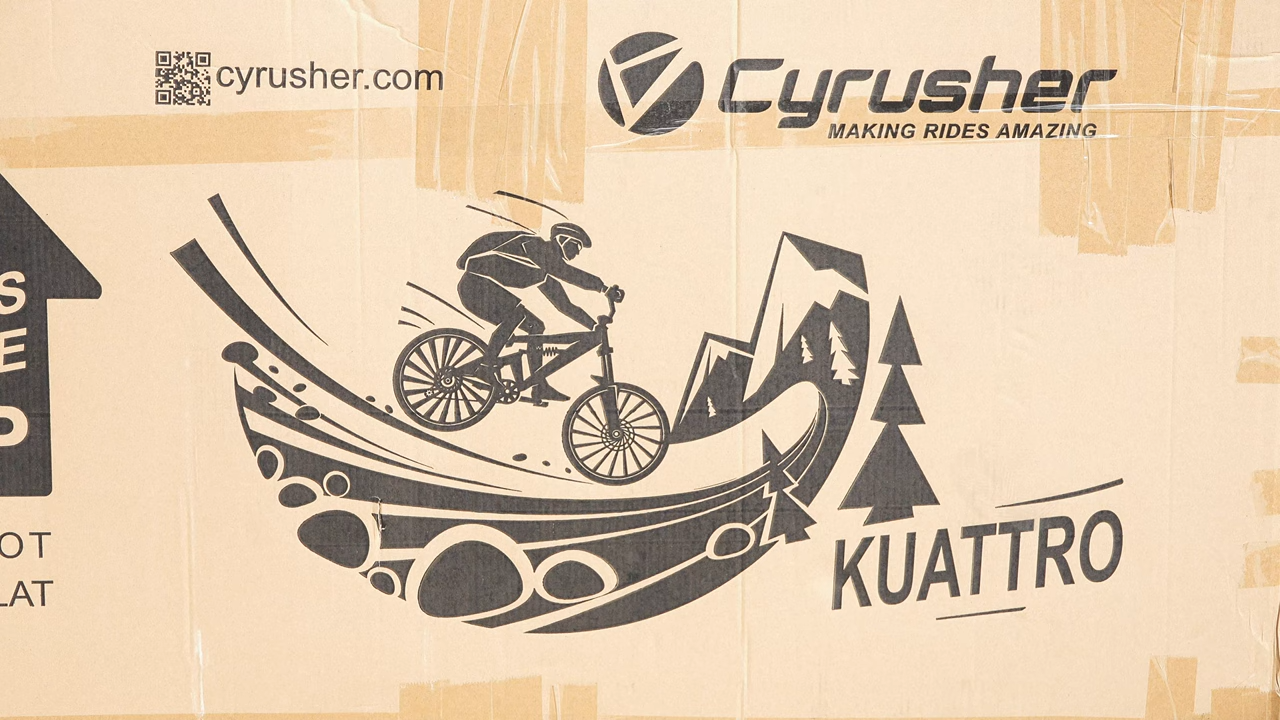 cyrusher.com
Cyrusher
MAKING RIDES AMAZING
S
E
P
OT
LAT
KUATTRO